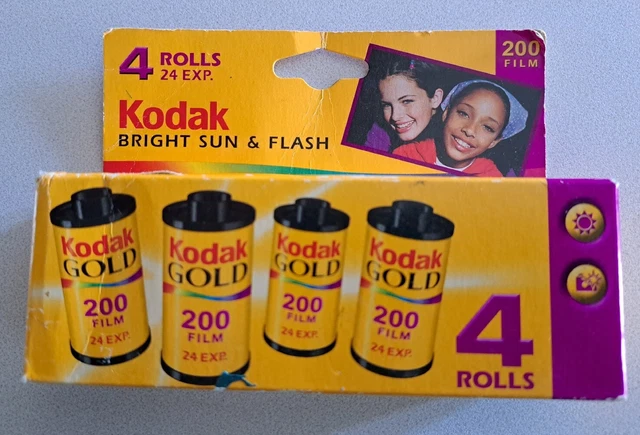 4 ROLLS
24 EXP.
200
FILM
Kodak
BRIGHT SUN & FLASH
Kodak
GOLD
200
FILM
24 EXP.
Kodak
GOLD
200
FILM
24 EXP.
Kodak
GOLD
200
FILM
24 EXP.
Kodak
GOLD
200
FILM
24 EXP.
4
ROLLS